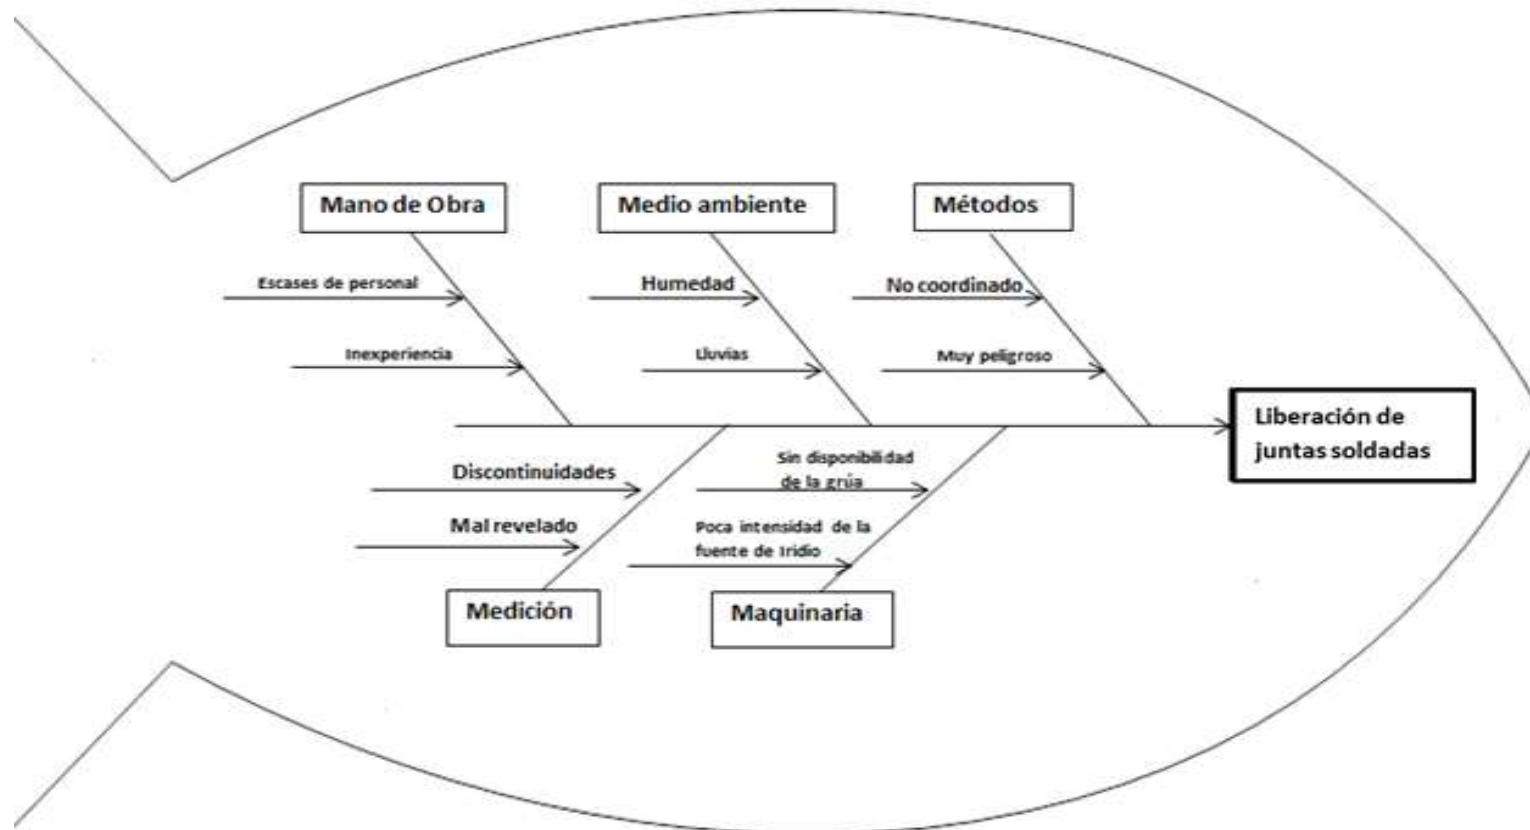 Mano de Obra
Medio ambiente
Métodos
Escases de personal
Humedad
No coordinado
Inexperiencia
Lluvias
Muy peligroso
Liberación de
juntas soldadas
Discontinuidades
Sin disponibilidad
de la grúa
Mal revelado
Poca intensidad de la
fuente de Iridio
Medición
Maquinaria